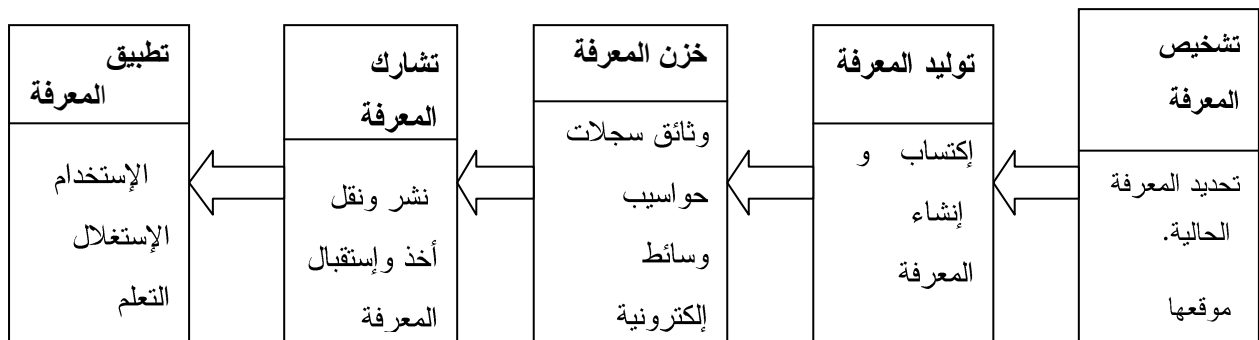 تشخيص
المعرفة
تحديد المعرفة
الحالية.
موقعها
توليد المعرفة
إكتساب و
إنشاء
المعرفة
خزن المعرفة
وثائق سجلات
حواسيب
وسائط
إلكترونية
تشارك
المعرفة
نشر ونقل
أخذ وإستقبال
المعرفة
تطبيق
المعرفة
الإستخدام
الإستغلال
التعلم